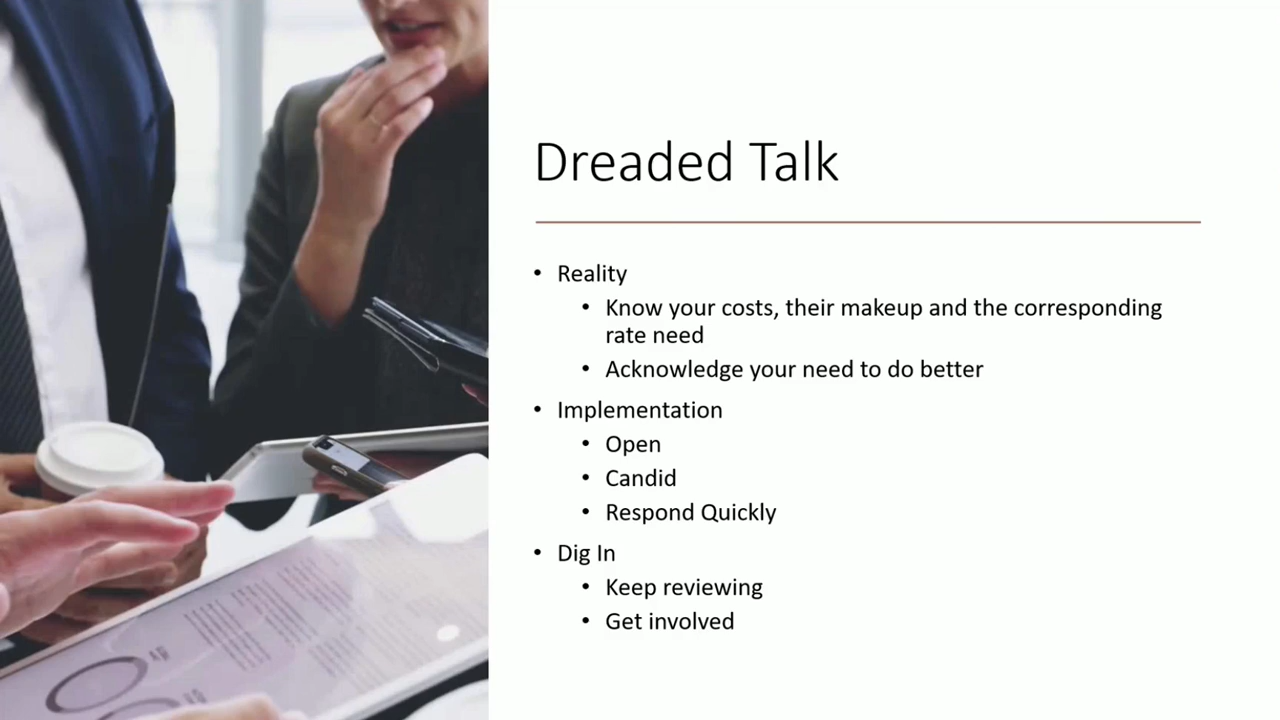 Dreaded Talk
• Reality
• Know your costs, their makeup and the corresponding
rate need
• Acknowledge your need to do better
• Implementation
• Open
• Candid
• Respond Quickly
• Dig In
• Keep reviewing
• Get involved